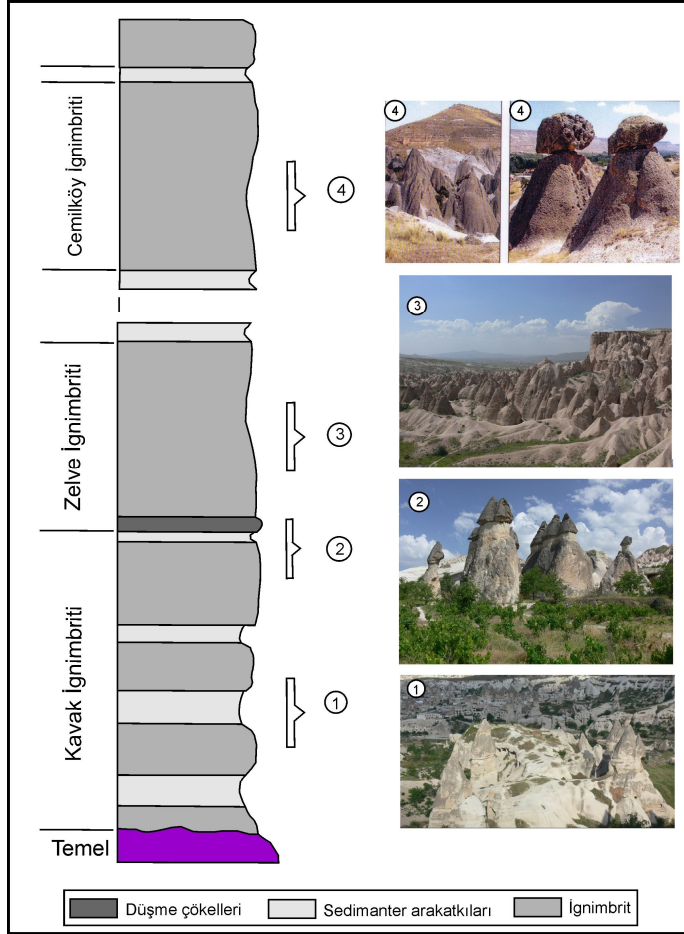 Cemilköy İgnimbriti
4
Zelve İgnimbriti
3
2
Kavak İgnimbriti
1
Temel
4
4
3
2
1
Düşme çökelleri
Sedimanter arakatkıları
İgnimbrit